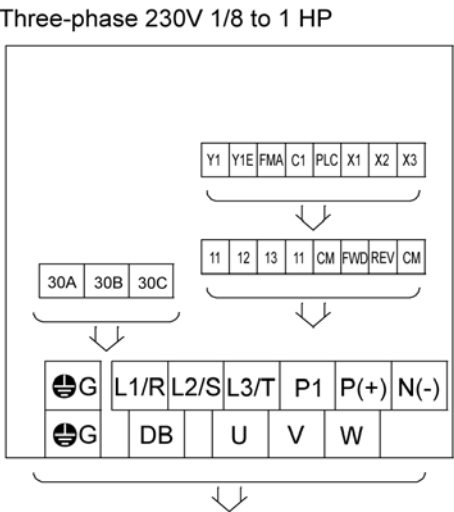 Three-phase 230V 1/8 to 1 HP
Y1 Y1E FMA C1 PLC X1 X2 X3
11 12 13 11 CM FWD REV CM
30A 30B 30C
G L1/R L2/S L3/T P1 P(+) N(-)
G DB U V W